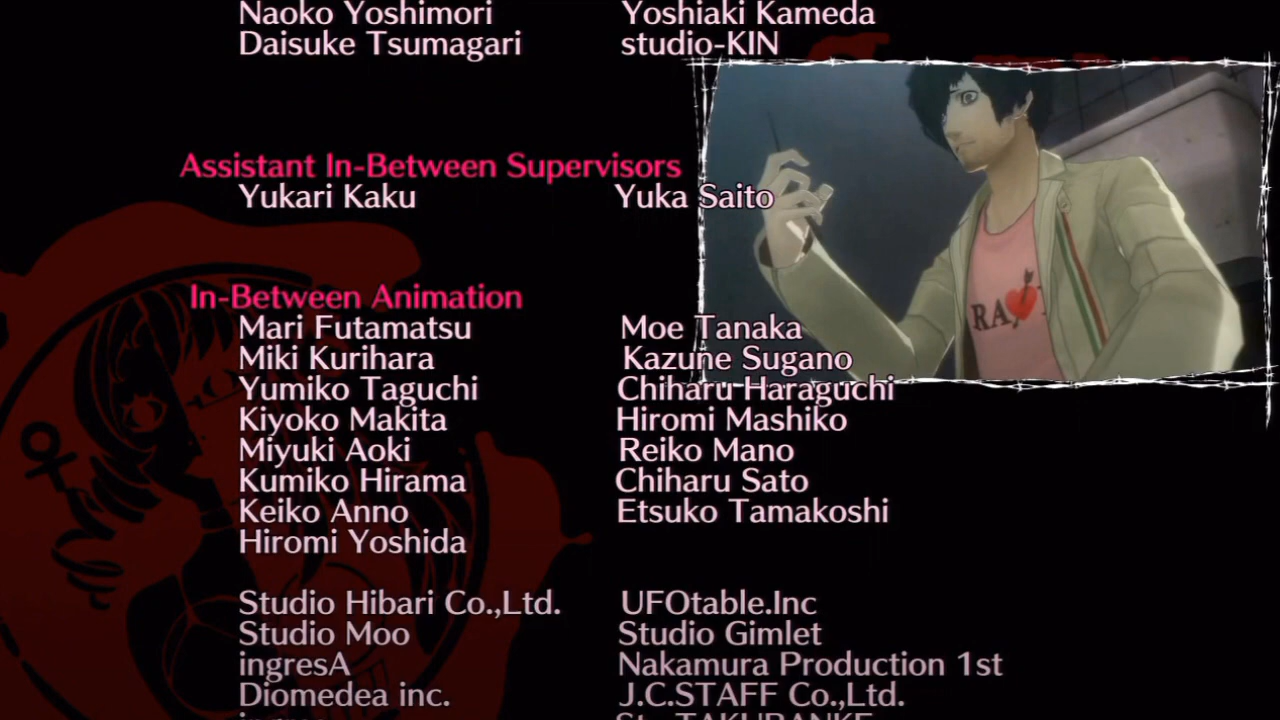 Naoko Yoshimori Yoshiaki Kameda
Daisuke Tsumagari studio-KIN
Assistant In-Between Supervisors
Yukari Kaku Yuka Saito
In-Between Animation
Mari Futamatsu Moe Tanaka
Miki Kurihara Kazune Sugano
Yumiko Taguchi Chiharu Haraguchi
Kiyoko Makita Hiromi Mashiko
Miyuki Aoki Reiko Mano
Kumiko Hirama Chiharu Sato
Keiko Anno Etsuko Tamakoshi
Hiromi Yoshida
Studio Hibari Co.,Ltd. UFOtable.Inc
Studio Moo Studio Gimlet
ingresA Nakamura Production 1st
Diomedea inc. J.C.STAFF Co.,Ltd.
RA